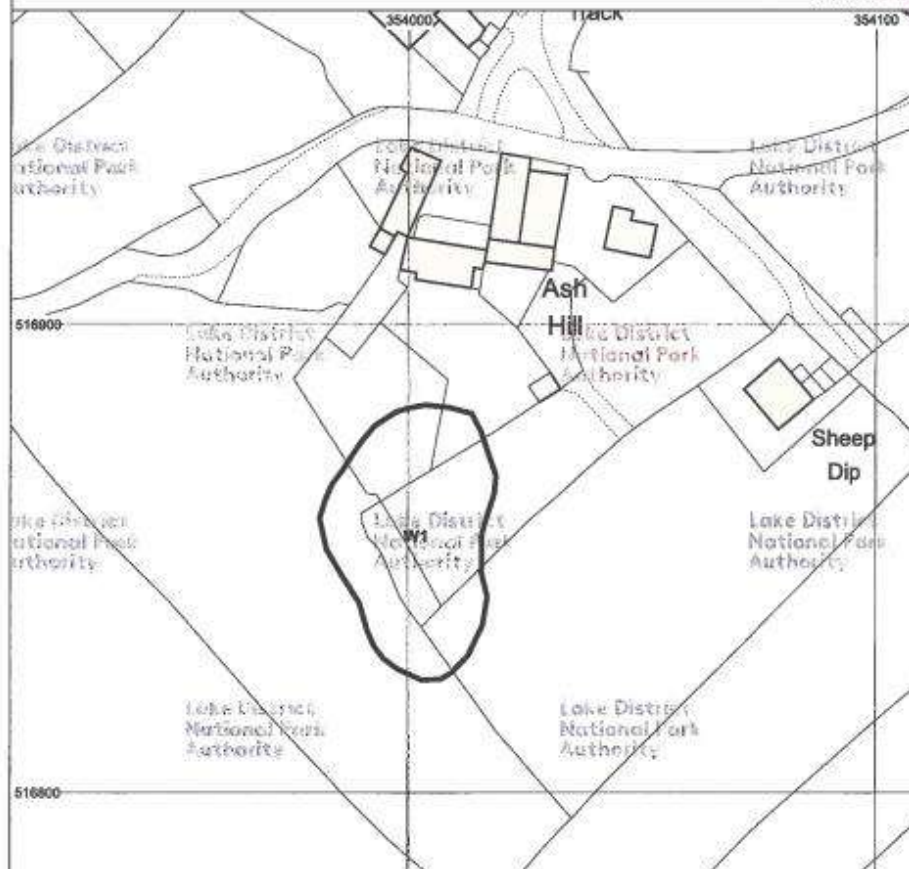 Track
354000
354100
Lake District
National Park
Authority
Lake District
National Park
Authority
Lake District
National Park
Authority
Ash
Hill
516900
Lake District
National Park
Authority
Lake District
National Park
Authority
Sheep
Dip
Lake District
National Park
Authority
W1
Lake District
National Park
Authority
Lake District
National Park
Authority
Lake District
National Park
Authority
Lake District
National Park
Authority
516800